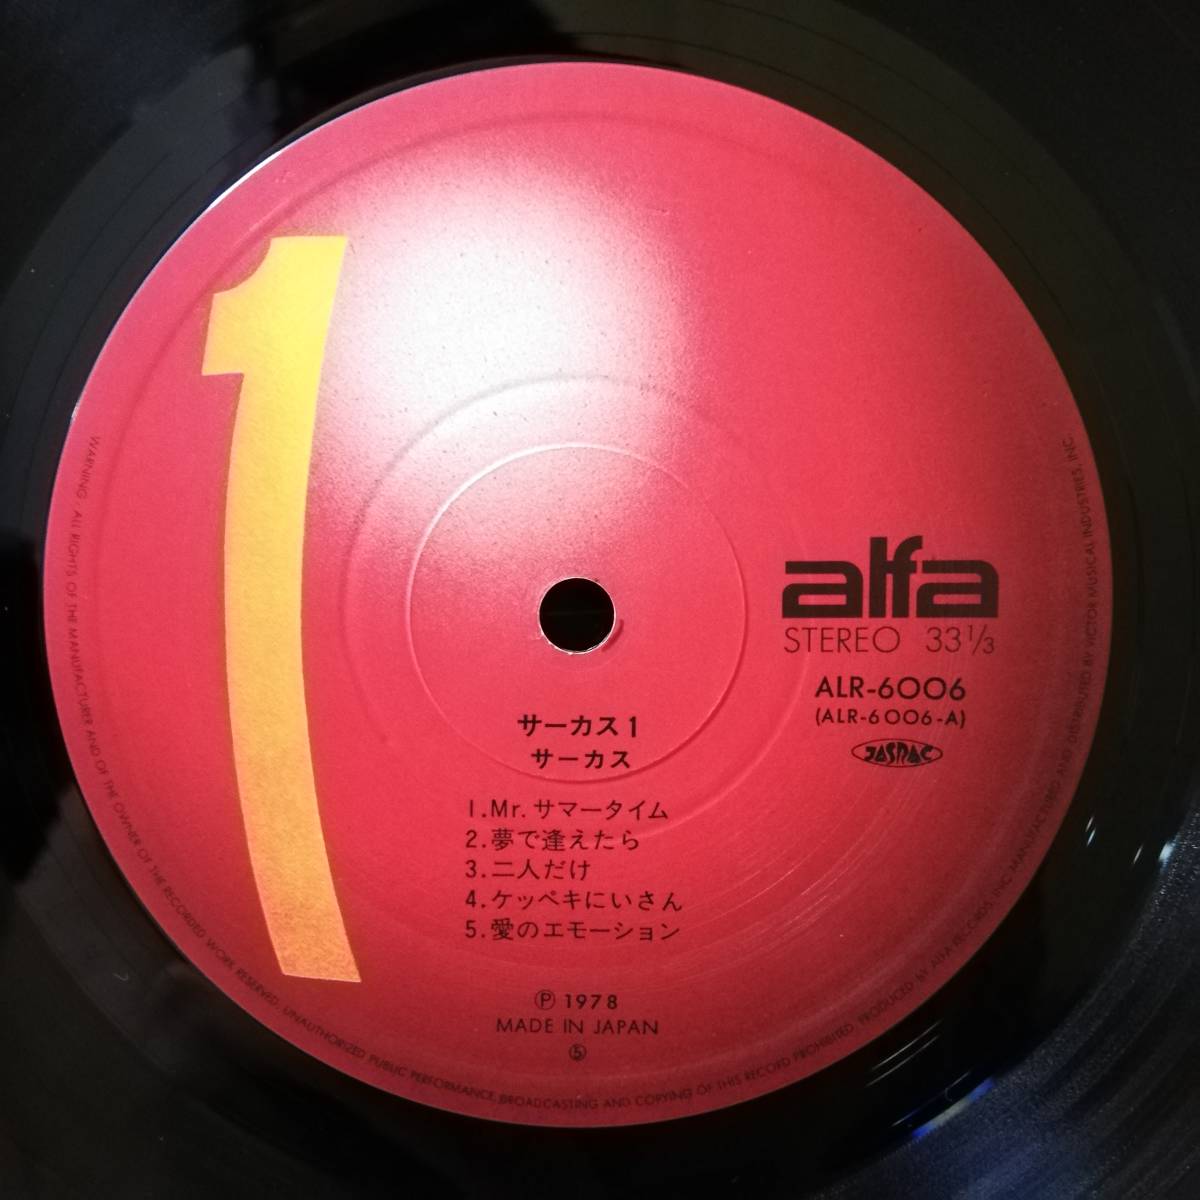 1
alfa
STEREO 33 1/3
ALR-6006
(ALR-6006-A)
JASRAC
サーカス1
サーカス
1.Mr.サマータイム
2.夢で逢えたら
3.二人だけ
4.ケッペキにいさん
5.愛のエモーション
Ⓟ 1978
MADE IN JAPAN
⑤
WARNING: ALL RIGHTS OF THE MANUFACTURER AND OF THE OWNER OF THE RECORDED WORK RESERVED. UNAUTHORIZED PUBLIC PERFORMANCE, BROADCASTING AND COPYING OF THIS RECORD PROHIBITED. PRODUCED BY ALFA RECORDS, INC. MANUFACTURED AND DISTRIBUTED BY VICTOR MUSICAL INDUSTRIES, INC.